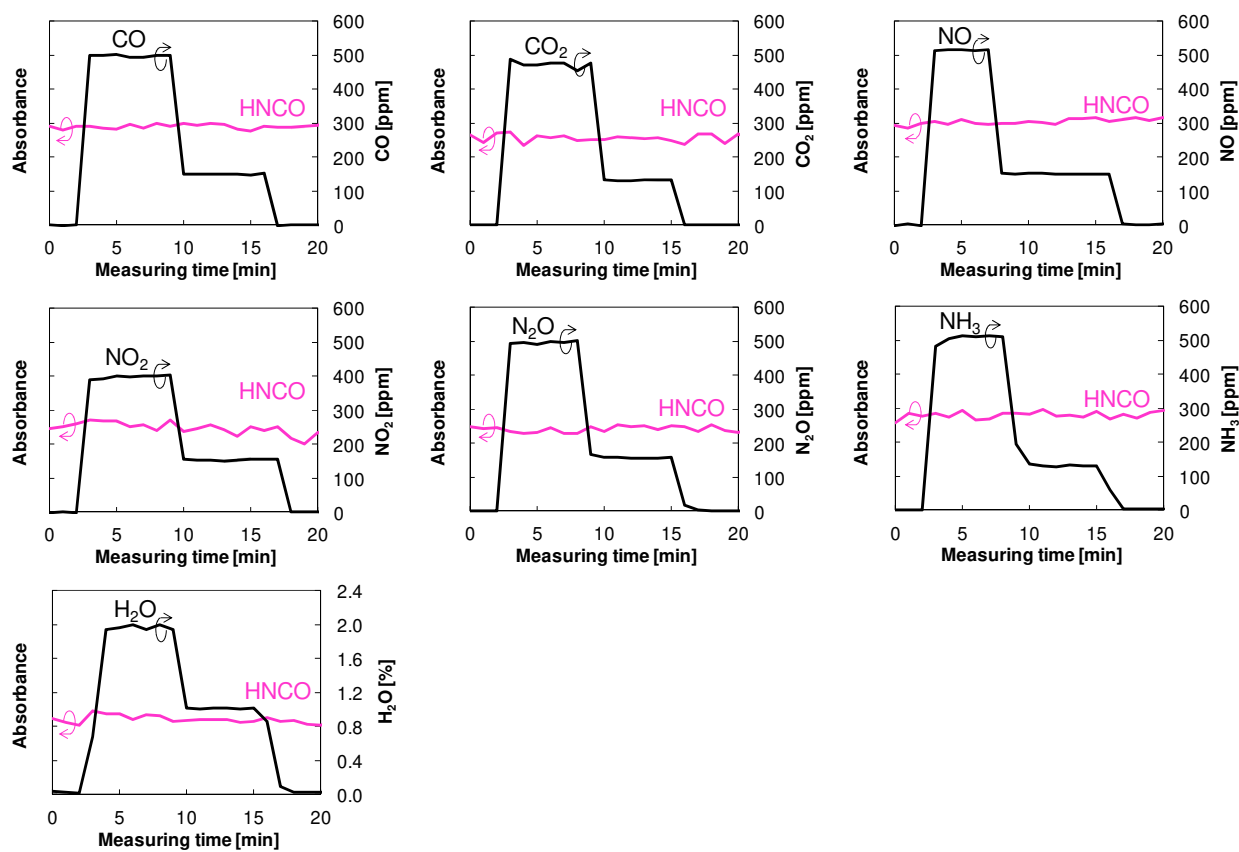 600
500
400
300
200
100
0
Absorbance
CO
HNCO
CO [ppm]
0 5 10 15 20
Measuring time [min]
600
500
400
300
200
100
0
Absorbance
CO₂
HNCO
CO₂ [ppm]
0 5 10 15 20
Measuring time [min]
600
500
400
300
200
100
0
Absorbance
NO
HNCO
NO [ppm]
0 5 10 15 20
Measuring time [min]
600
500
400
300
200
100
0
Absorbance
NO₂
HNCO
NO₂ [ppm]
0 5 10 15 20
Measuring time [min]
600
500
400
300
200
100
0
Absorbance
N₂O
HNCO
N₂O [ppm]
0 5 10 15 20
Measuring time [min]
600
500
400
300
200
100
0
Absorbance
NH₃
HNCO
NH₃ [ppm]
0 5 10 15 20
Measuring time [min]
2.4
2.0
1.6
1.2
0.8
0.4
0.0
Absorbance
H₂O
HNCO
H₂O [%]
0 5 10 15 20
Measuring time [min]